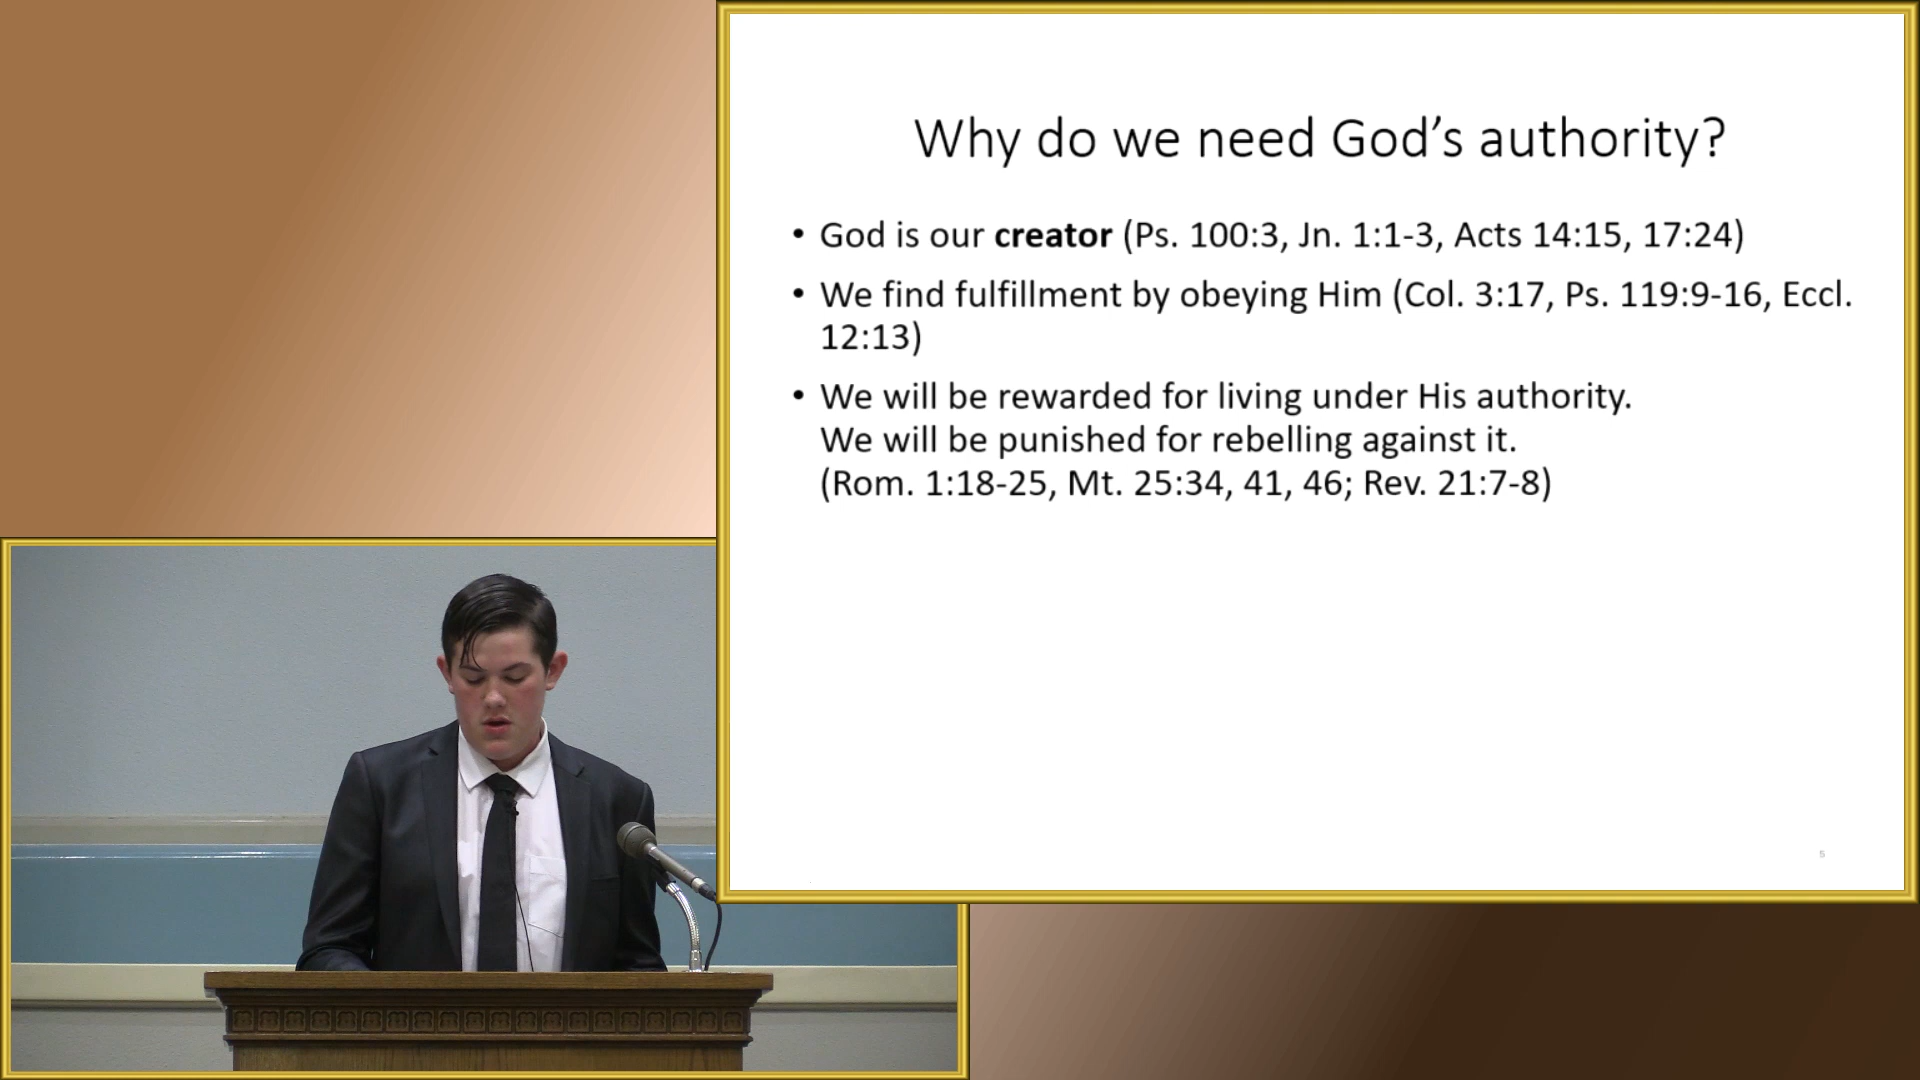 Why do we need God’s authority?
• God is our creator (Ps. 100:3, Jn. 1:1-3, Acts 14:15, 17:24)
• We find fulfillment by obeying Him (Col. 3:17, Ps. 119:9-16, Eccl.
12:13)
• We will be rewarded for living under His authority.
We will be punished for rebelling against it.
(Rom. 1:18-25, Mt. 25:34, 41, 46; Rev. 21:7-8)
5